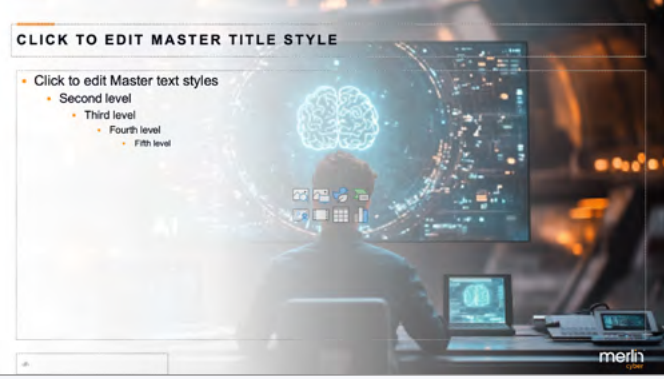 CLICK TO EDIT MASTER TITLE STYLE
Click to edit Master text styles
Second level
Third level
Fourth level
Fifth level
merlin
cyber